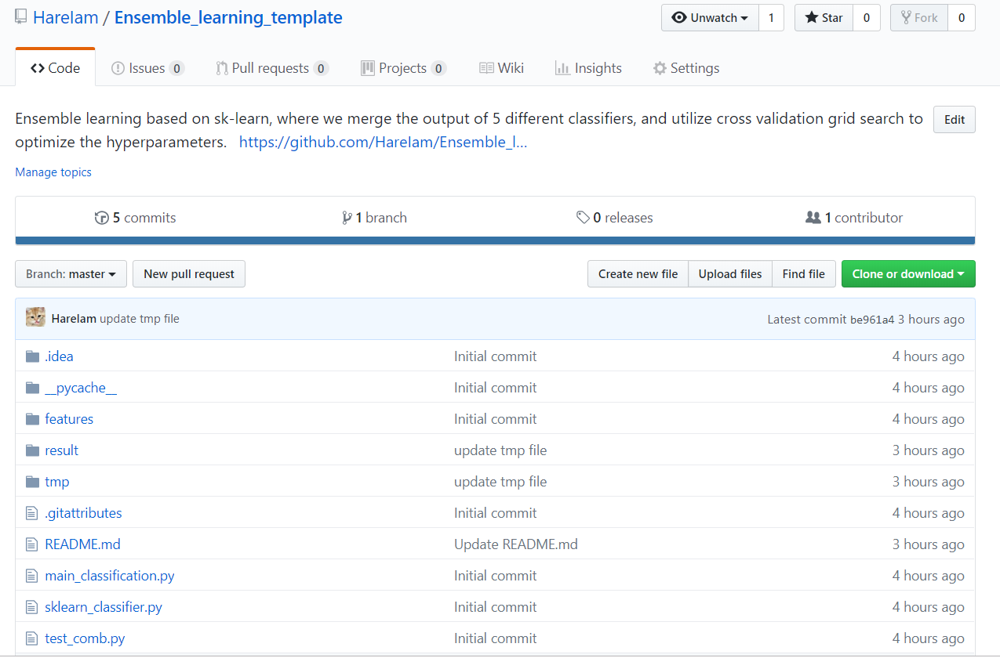 Harelam / Ensemble_learning_template
Unwatch 1 Star 0 Fork 0
Code Issues 0 Pull requests 0 Projects 0 Wiki Insights Settings
Ensemble learning based on sk-learn, where we merge the output of 5 different classifiers, and utilize cross validation grid search to
optimize the hyperparameters. https://github.com/Harelam/Ensemble_l...
Edit
Manage topics
5 commits 1 branch 0 releases 1 contributor
Branch: master New pull request Create new file Upload files Find file Clone or download
Harelam update tmp file Latest commit be961a4 3 hours ago
.idea Initial commit 4 hours ago
__pycache__ Initial commit 4 hours ago
features Initial commit 4 hours ago
result update tmp file 3 hours ago
tmp update tmp file 3 hours ago
.gitattributes Initial commit 4 hours ago
README.md Update README.md 3 hours ago
main_classification.py Initial commit 4 hours ago
sklearn_classifier.py Initial commit 4 hours ago
test_comb.py Initial commit 4 hours ago